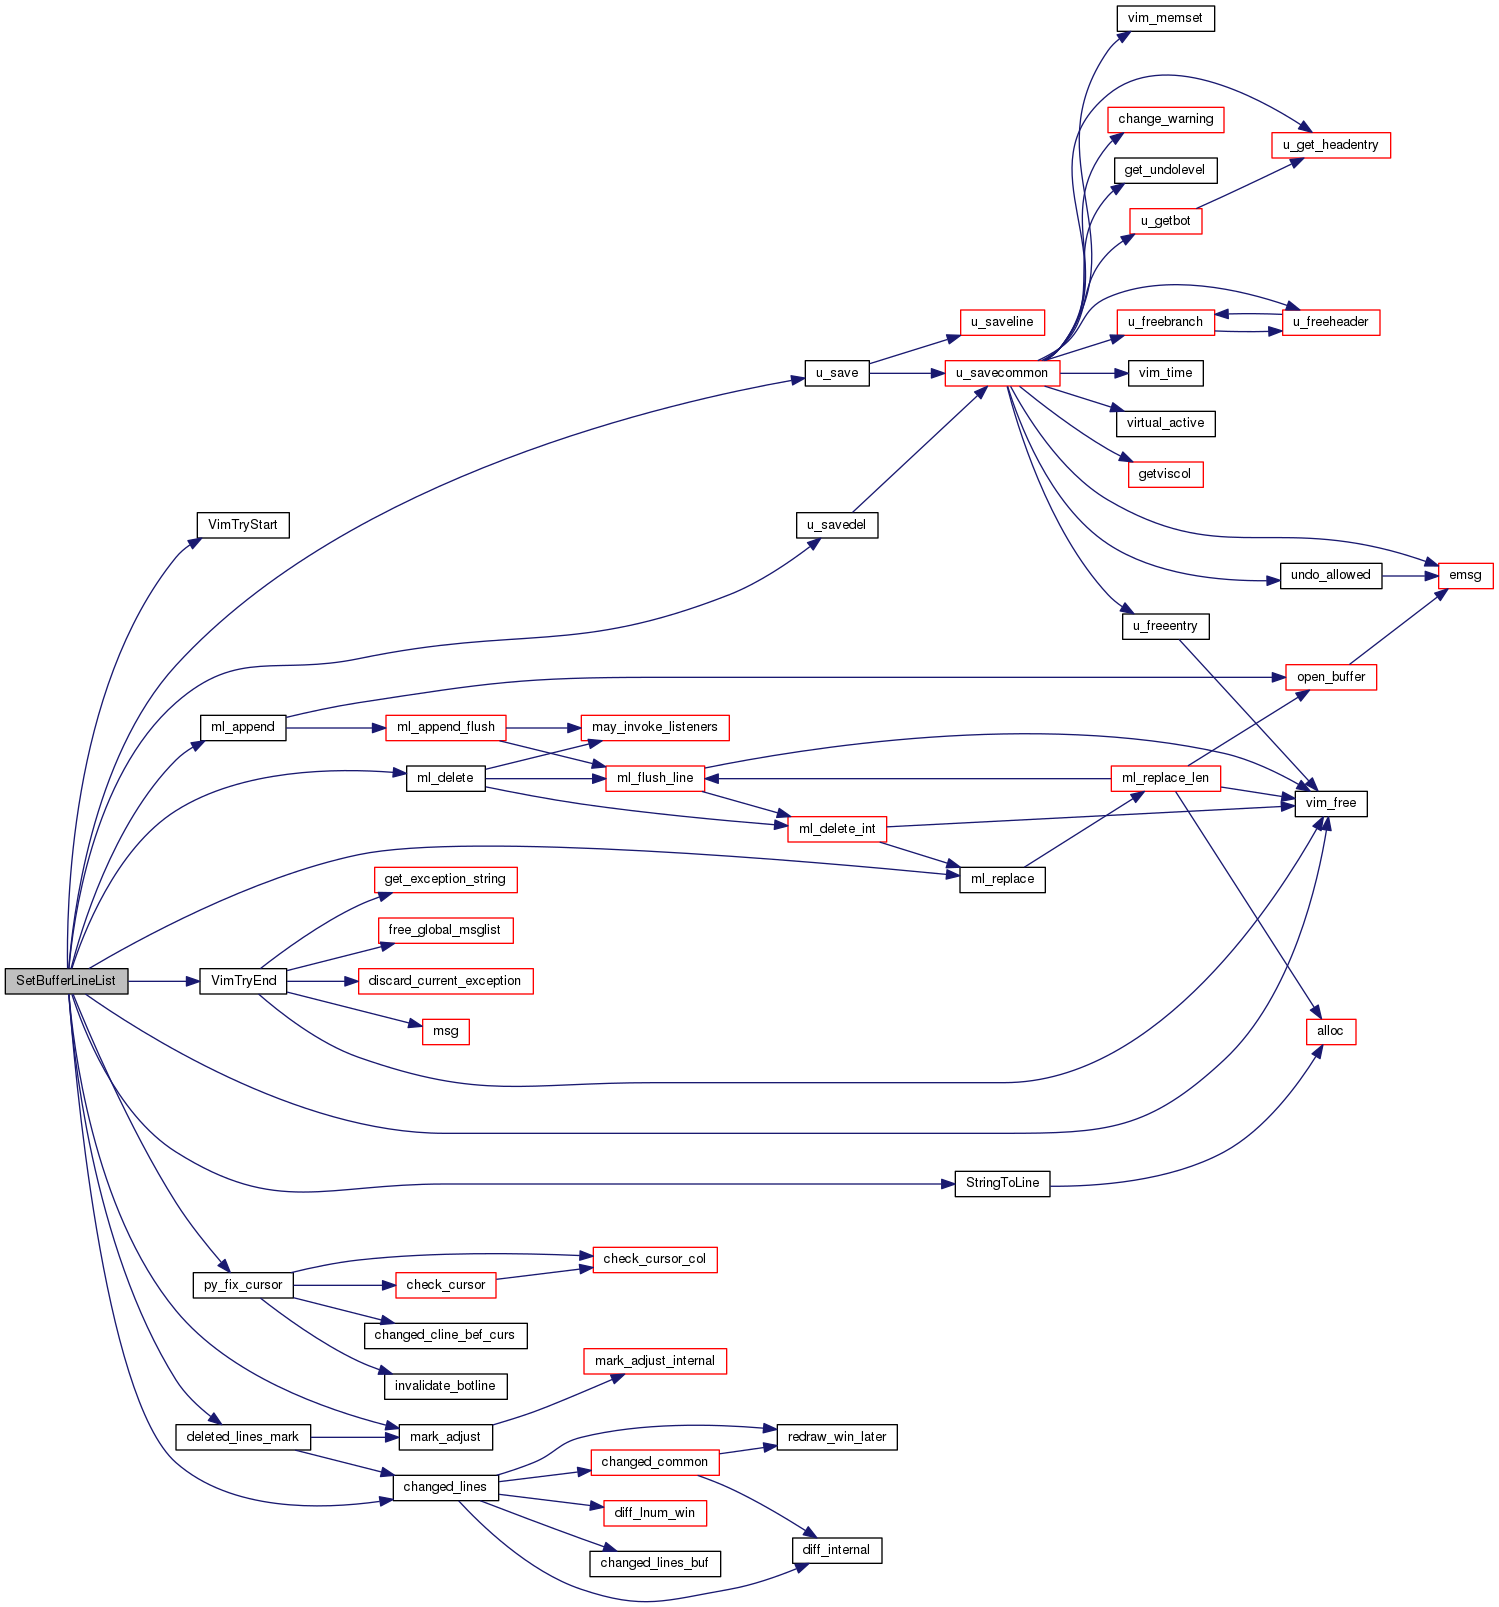 vim_memset
change_warning
u_get_headentry
get_undolevel
u_getbot
u_saveline
u_freebranch
u_freeheader
u_save
u_savecommon
vim_time
virtual_active
getviscol
VimTryStart
u_savedel
undo_allowed
emsg
u_freeentry
open_buffer
ml_append
ml_append_flush
may_invoke_listeners
ml_delete
ml_flush_line
ml_replace_len
vim_free
ml_delete_int
get_exception_string
ml_replace
free_global_msglist
SetBufferLineList
VimTryEnd
discard_current_exception
msg
alloc
StringToLine
check_cursor_col
py_fix_cursor
check_cursor
changed_cline_bef_curs
mark_adjust_internal
invalidate_botline
deleted_lines_mark
mark_adjust
redraw_win_later
changed_common
changed_lines
diff_lnum_win
diff_internal
changed_lines_buf